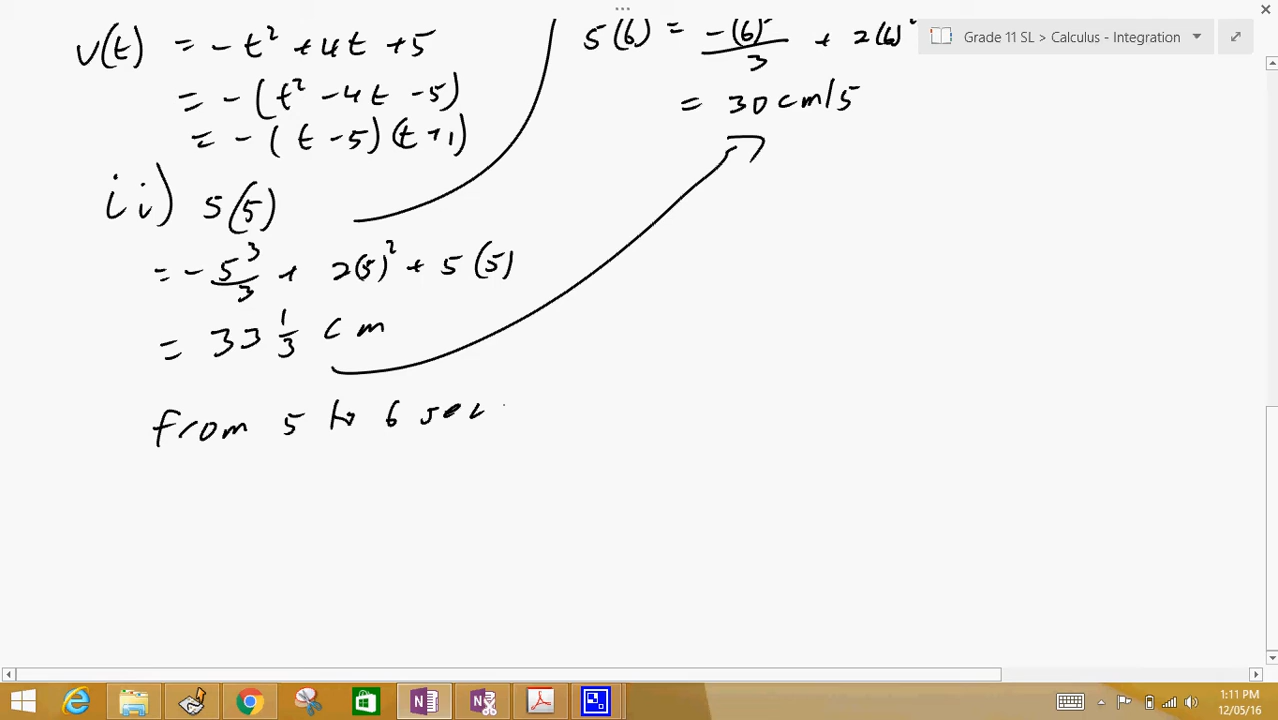 Grade 11 SL > Calculus - Integration
v(t) = -t² + 4t + 5
= -(t² - 4t - 5)
= -(t - 5)(t + 1)
ii) s(5)
= -5³/3 + 2(5)² + 5(5)
= 33 1/3 cm
from 5 to 6 sec
s(6) = -(6)³/3 + 2(6)²
= 30 cm/s
1:11 PM
12/05/16